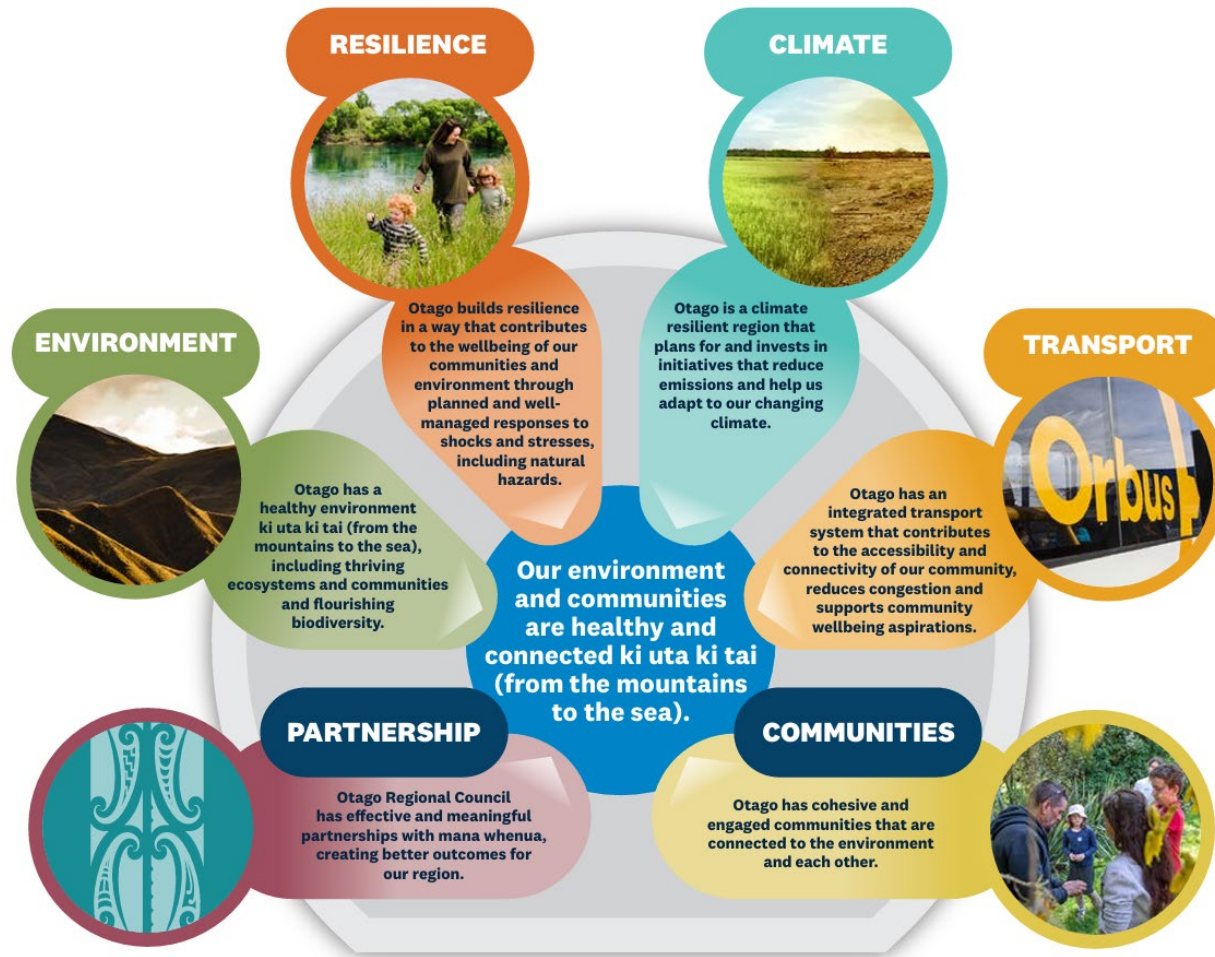 RESILIENCE
CLIMATE
ENVIRONMENT
TRANSPORT
Otago builds resilience
in a way that contributes
to the wellbeing of our
communities and
environment through
planned and well-
managed responses to
shocks and stresses,
including natural
hazards.
Otago is a climate
resilient region that
plans for and invests in
initiatives that reduce
emissions and help us
adapt to our changing
climate.
Otago has a
healthy environment
ki uta ki tai (from the
mountains to the sea),
including thriving
ecosystems and communities
and flourishing
biodiversity.
Otago has an
integrated transport
system that contributes
to the accessibility and
connectivity of our community,
reduces congestion and
supports community
wellbeing aspirations.
Orbus
Our environment
and communities
are healthy and
connected ki uta ki tai
(from the mountains
to the sea).
PARTNERSHIP
Otago Regional Council
has effective and meaningful
partnerships with mana whenua,
creating better outcomes for
our region.
COMMUNITIES
Otago has cohesive and
engaged communities that are
connected to the environment
and each other.